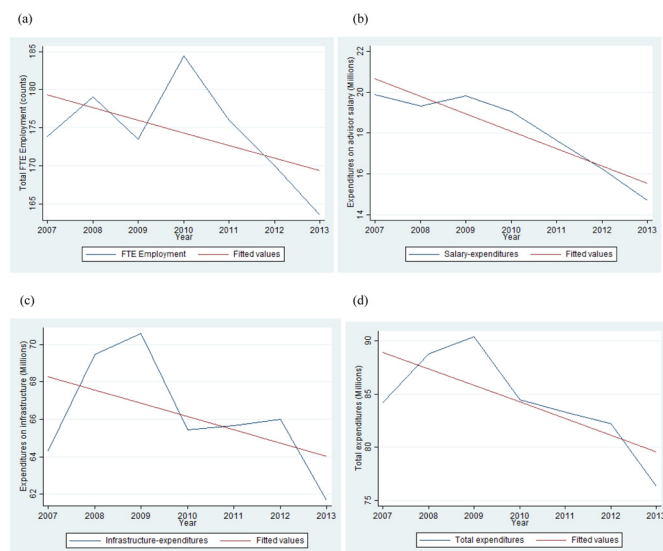 (a)
Total FTE Employment (counts)
185
180
175
170
165
2007 2008 2009 2010 2011 2012 2013
Year
FTE Employment Fitted values
(b)
Expenditures on advisor salary (Millions)
22
20
18
16
14
2007 2008 2009 2010 2011 2012 2013
Year
Salary-expenditures Fitted values
(c)
Expenditures on infrastructure (Millions)
70
68
66
64
62
2007 2008 2009 2010 2011 2012 2013
Year
Infrastructure-expenditures Fitted values
(d)
Total expenditures (Millions)
90
85
80
75
2007 2008 2009 2010 2011 2012 2013
Year
Total expenditures Fitted values